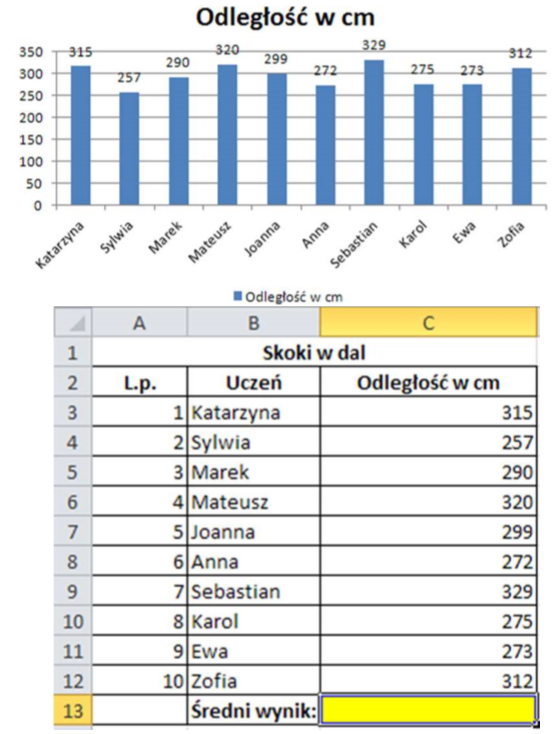 Odległość w cm
350
300
250
200
150
100
50
0
315
257
290
320
299
272
329
275
273
312
Katarzyna
Sylwia
Marek
Mateusz
Joanna
Anna
Sebastian
Karol
Ewa
Zofia
Odległość w cm
A B C
1 Skoki w dal
2 L.p. Uczeń Odległość w cm
3 1 Katarzyna 315
4 2 Sylwia 257
5 3 Marek 290
6 4 Mateusz 320
7 5 Joanna 299
8 6 Anna 272
9 7 Sebastian 329
10 8 Karol 275
11 9 Ewa 273
12 10 Zofia 312
13 Średni wynik: